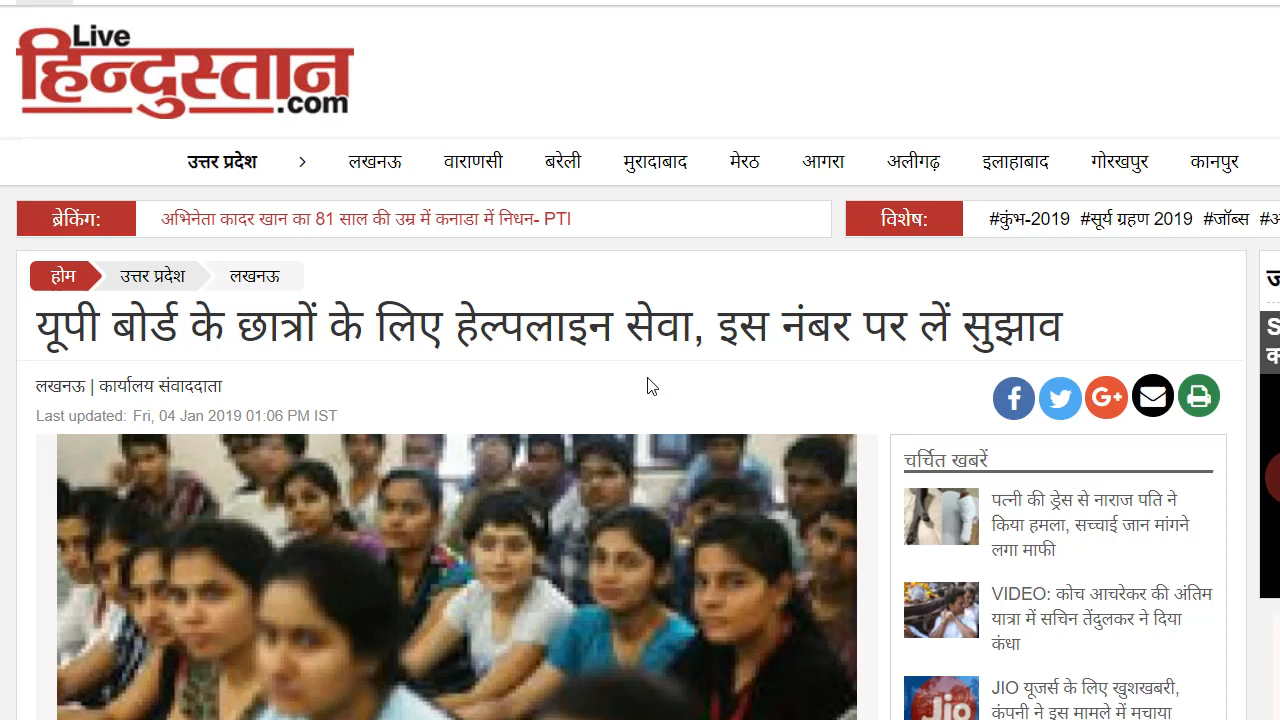 Live
हिन्दुस्तान
.com
उत्तर प्रदेश > लखनऊ वाराणसी बरेली मुरादाबाद मेरठ आगरा अलीगढ़ इलाहाबाद गोरखपुर कानपुर
ब्रेकिंग: अभिनेता कादर खान का 81 साल की उम्र में कनाडा में निधन- PTI
विशेष: #कुंभ-2019 #सूर्य ग्रहण 2019 #जॉब्स
होम उत्तर प्रदेश लखनऊ
यूपी बोर्ड के छात्रों के लिए हेल्पलाइन सेवा, इस नंबर पर लें सुझाव
लखनऊ | कार्यालय संवाददाता
Last updated: Fri, 04 Jan 2019 01:06 PM IST
चर्चित खबरें
पत्नी की ड्रेस से नाराज पति ने
किया हमला, सच्चाई जान मांगने
लगा माफी
VIDEO: कोच आचरेकर की अंतिम
यात्रा में सचिन तेंदुलकर ने दिया
कंधा
Jio
JIO यूजर्स के लिए खुशखबरी,
कंपनी ने इस मामले में मचाया